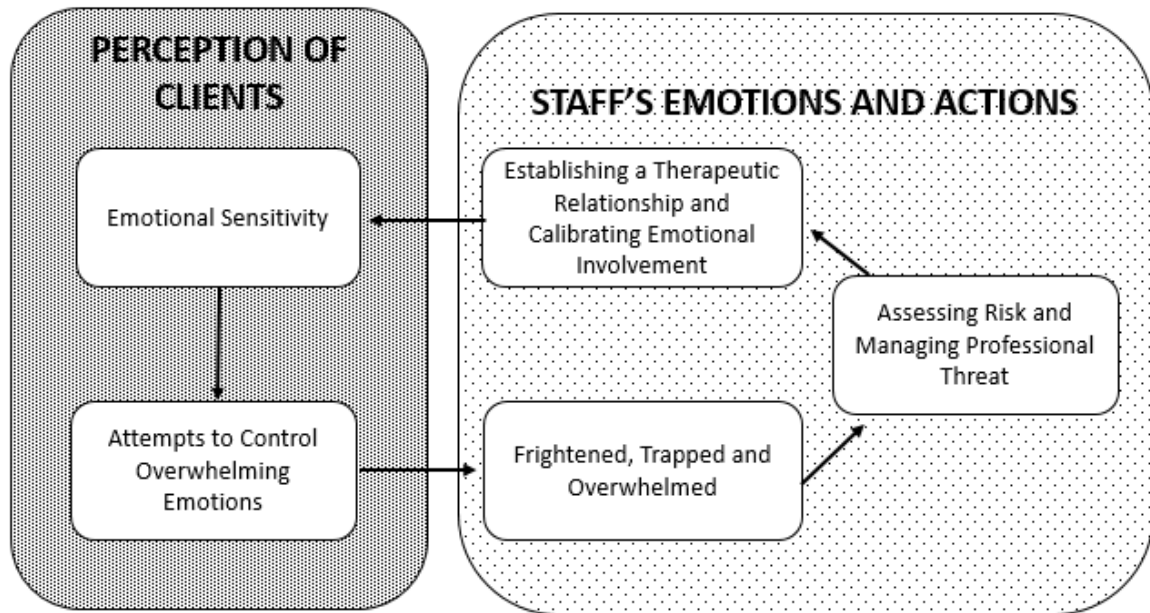 PERCEPTION OF
CLIENTS
Emotional Sensitivity
Attempts to Control
Overwhelming
Emotions
STAFF'S EMOTIONS AND ACTIONS
Establishing a Therapeutic
Relationship and
Calibrating Emotional
Involvement
Assessing Risk and
Managing Professional
Threat
Frightened, Trapped and
Overwhelmed